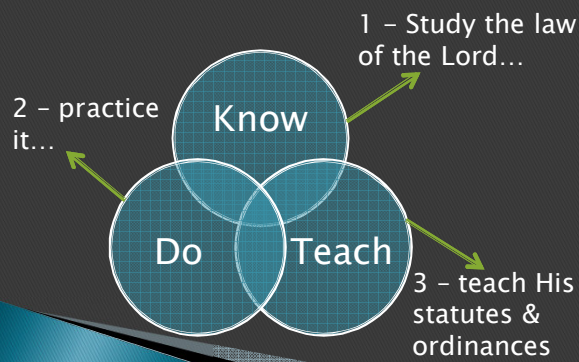 1 – Study the law
of the Lord…
Know
2 – practice
it…
Do
Teach
3 – teach His
statutes &
ordinances